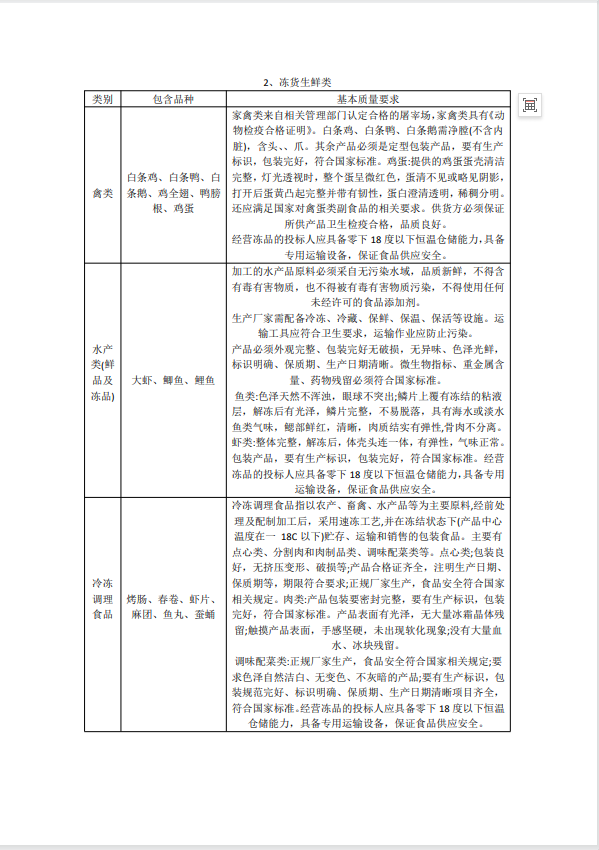 2、冻货生鲜类
类别 包含品种 基本质量要求
禽类
白条鸡、白条鸭、白
条鹅、鸡全翅、鸭膀
根、鸡蛋
家禽类来自相关管理部门认定合格的屠宰场,家禽类具有《动
物检疫合格证明》。白条鸡、白条鸭、白条鹅需净膛(不含内
脏)，含头、、爪。其余产品必须是定型包装产品，要有生产
标识，包装完好，符合国家标准。鸡蛋:提供的鸡蛋蛋壳清洁
完整，灯光透视时，整个蛋呈微红色，蛋清不见或略见阴影，
打开后蛋黄凸起完整并带有韧性，蛋白澄清透明，稀稠分明。
还应满足国家对禽蛋类副食品的相关要求。供货方必须保证
所供产品卫生检疫合格，品质良好。
经营冻品的投标人应具备零下 18 度以下恒温仓储能力,具备
专用运输设备，保证食品供应安全。
水产
类(鲜
品及
冻品)
大虾、鲫鱼、鲤鱼
加工的水产品原料必须采自无污染水域，品质新鲜，不得含
有毒有害物质，也不得被有毒有害物质污染，不得使用任何
未经许可的食品添加剂。
生产厂家需配备冷冻、冷藏、保鲜、保温、保活等设施。运
输工具应符合卫生要求，运输作业应防止污染。
产品必须外观完整、包装完好无破损，无异味、色泽光鲜，
标识明确、保质期、生产日期清晰。微生物指标、重金属含
量、药物残留必须符合国家标准。
鱼类:色泽天然不浑浊，眼球不突出;鳞片上覆有冻结的粘液
层，解冻后有光泽，鳞片完整，不易脱落，具有海水或淡水
鱼类气味，鳃部鲜红，清晰，肉质结实有弹性,骨肉不分离。
虾类:整体完整，解冻后，体壳头连一体，有弹性，气味正常。
包装产品，要有生产标识，包装完好，符合国家标准。经营
冻品的投标人应具备零下 18 度以下恒温仓储能力，具备专用
运输设备，保证食品供应安全。
冷冻
调理
食品
烤肠、春卷、虾片、
麻团、鱼丸、蚕蛹
冷冻调理食品指以农产、畜禽、水产品等为主要原料,经前处
理及配制加工后，采用速冻工艺,并在冻结状态下(产品中心
温度在一 18C 以下)贮存、运输和销售的包装食品。主要有
点心类、分割肉和肉制品类、调味配菜类等。点心类;包装良
好，无挤压变形、破损等;产品合格证齐全，注明生产日期、
保质期等，期限符合要求;正规厂家生产，食品安全符合国家
相关规定。肉类:产品包装要密封完整，要有生产标识，包装
完好，符合国家标准。产品表面有光泽，无大量冰霜晶体残
留;触摸产品表面，手感坚硬，未出现软化现象;没有大量血
水、冰块残留。
调味配菜类:正规厂家生产，食品安全符合国家相关规定;要
求色泽自然洁白、无变色、不灰暗的产品;要有生产标识，包
装规范完好、标识明确、保质期、生产日期清晰项目齐全，
符合国家标准。经营冻品的投标人应具备零下 18 度以下恒温
仓储能力，具备专用运输设备，保证食品供应安全。